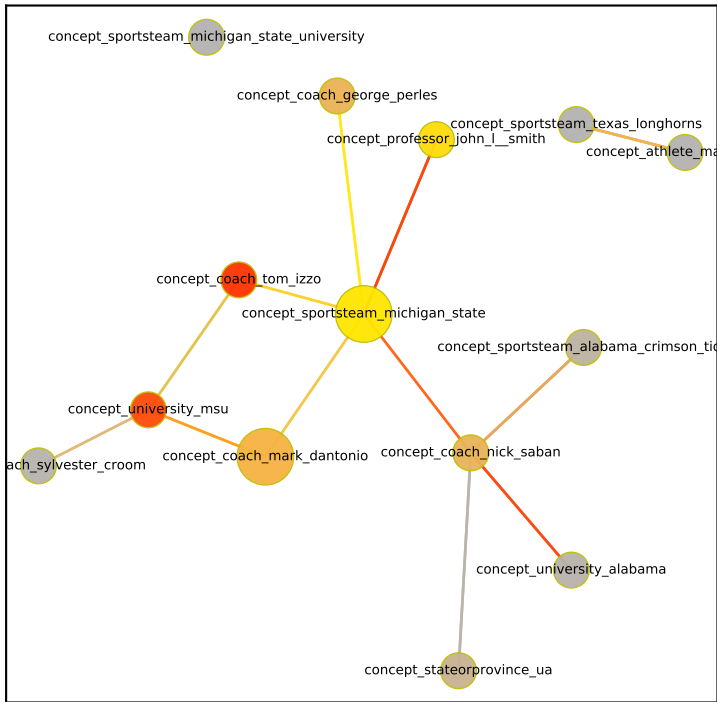 concept_sportsteam_michigan_state_university
concept_coach_george_perles
concept_sportsteam_texas_longhorns
concept_professor_john_l__smith
concept_athlete_ma
concept_coach_tom_izzo
concept_sportsteam_michigan_state
concept_sportsteam_alabama_crimson_tid
concept_university_msu
concept_coach_nick_saban
concept_coach_mark_dantonio
ach_sylvester_croom
concept_university_alabama
concept_stateorprovince_ua